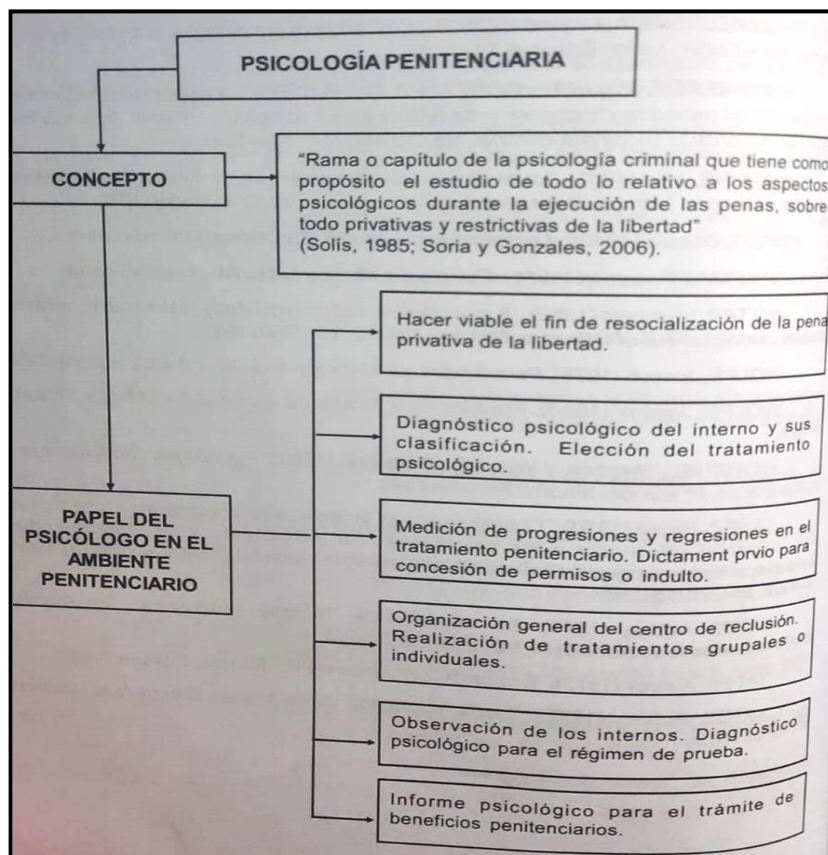 PSICOLOGÍA PENITENCIARIA
CONCEPTO
“Rama o capítulo de la psicología criminal que tiene como
propósito el estudio de todo lo relativo a los aspectos
psicológicos durante la ejecución de las penas, sobre
todo privativas y restrictivas de la libertad”
(Solís, 1985; Soria y Gonzales, 2006).
PAPEL DEL
PSICÓLOGO EN EL
AMBIENTE
PENITENCIARIO
Hacer viable el fin de resocialización de la pena
privativa de la libertad.
Diagnóstico psicológico del interno y sus
clasificación. Elección del tratamiento
psicológico.
Medición de progresiones y regresiones en el
tratamiento penitenciario. Dictament prvio para
concesión de permisos o indulto.
Organización general del centro de reclusión.
Realización de tratamientos grupales o
individuales.
Observación de los internos. Diagnóstico
psicológico para el régimen de prueba.
Informe psicológico para el trámite de
beneficios penitenciarios.